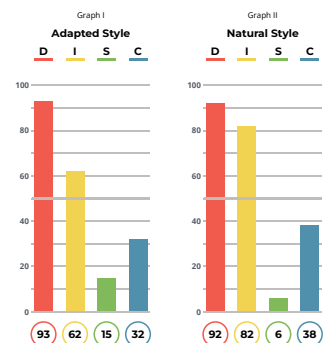 Graph I
Adapted Style
D I S C
100
80
60
40
20
0
93 62 15 32
Graph II
Natural Style
D I S C
100
80
60
40
20
0
92 82 6 38